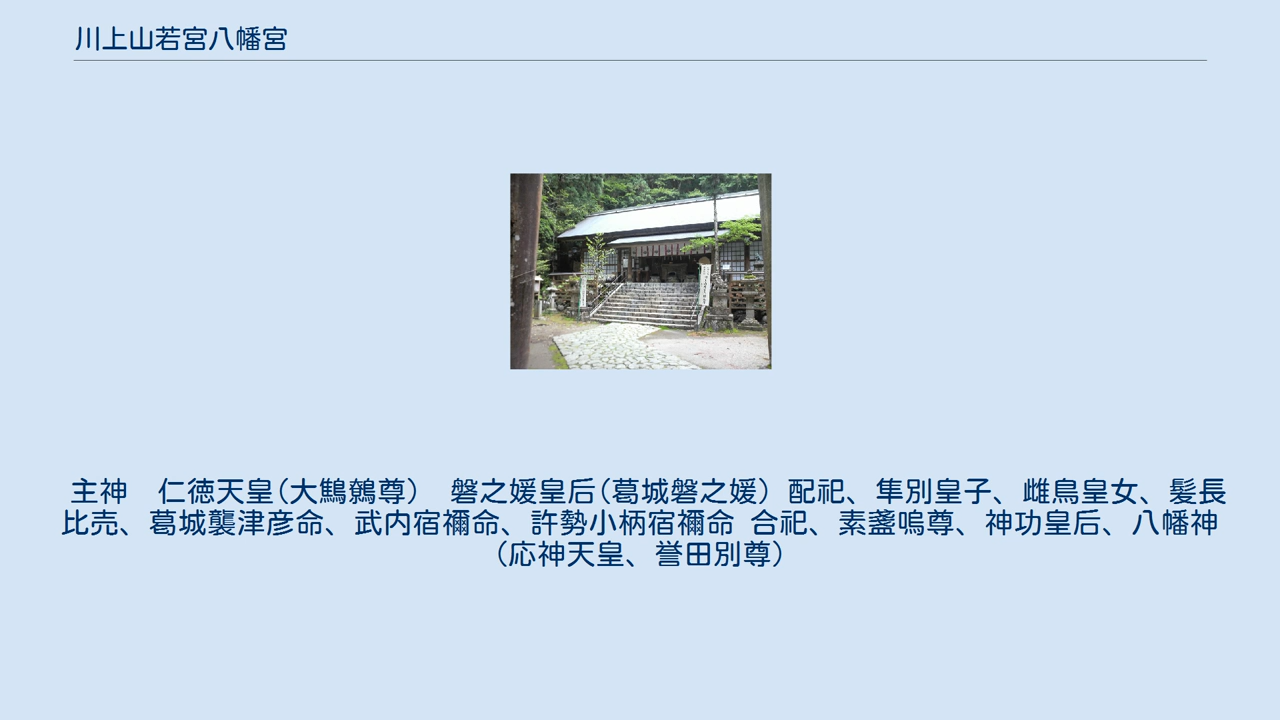 川上山若宮八幡宮
主神　仁徳天皇(大鷦鷯尊)　磐之媛皇后(葛城磐之媛) 配祀、隼別皇子、雌鳥皇女、髪長
比売、葛城襲津彦命、武内宿禰命、許勢小柄宿禰命 合祀、素盞嗚尊、神功皇后、八幡神
(応神天皇、誉田別尊)